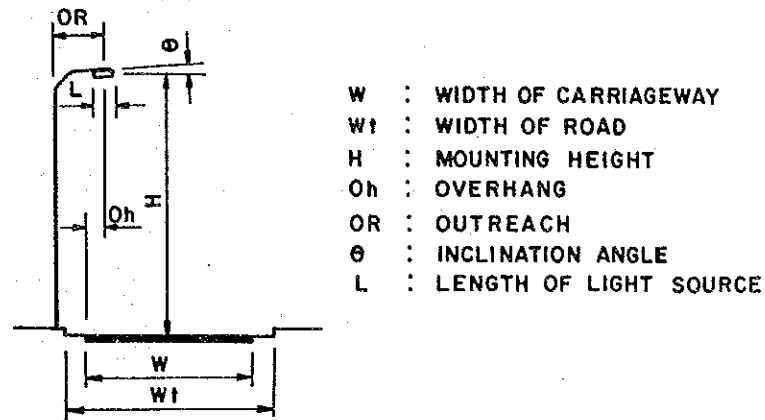 OR
θ
L
Oh
H
W
Wt
W : WIDTH OF CARRIAGEWAY
Wt : WIDTH OF ROAD
H : MOUNTING HEIGHT
Oh : OVERHANG
OR : OUTREACH
θ : INCLINATION ANGLE
L : LENGTH OF LIGHT SOURCE